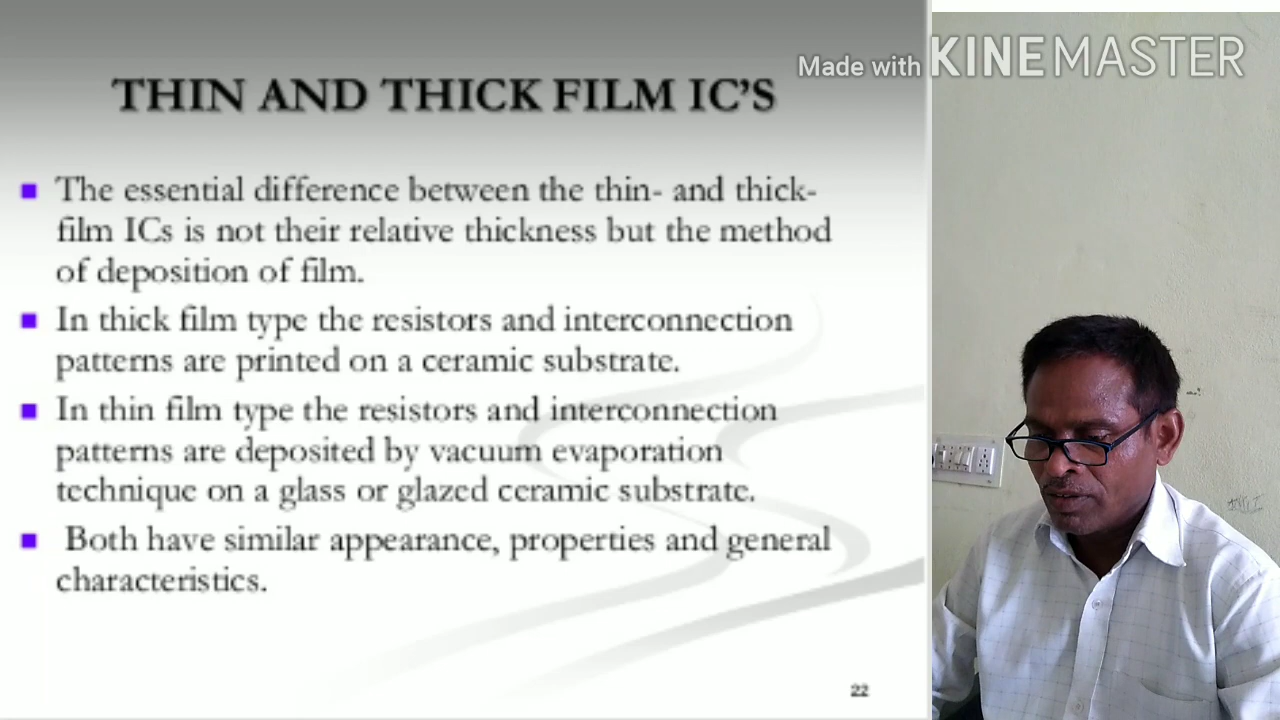 Made with KINEMASTER
THIN AND THICK FILM IC'S
The essential difference between the thin- and thick-
film ICs is not their relative thickness but the method
of deposition of film.
In thick film type the resistors and interconnection
patterns are printed on a ceramic substrate.
In thin film type the resistors and interconnection
patterns are deposited by vacuum evaporation
technique on a glass or glazed ceramic substrate.
Both have similar appearance, properties and general
characteristics.
22